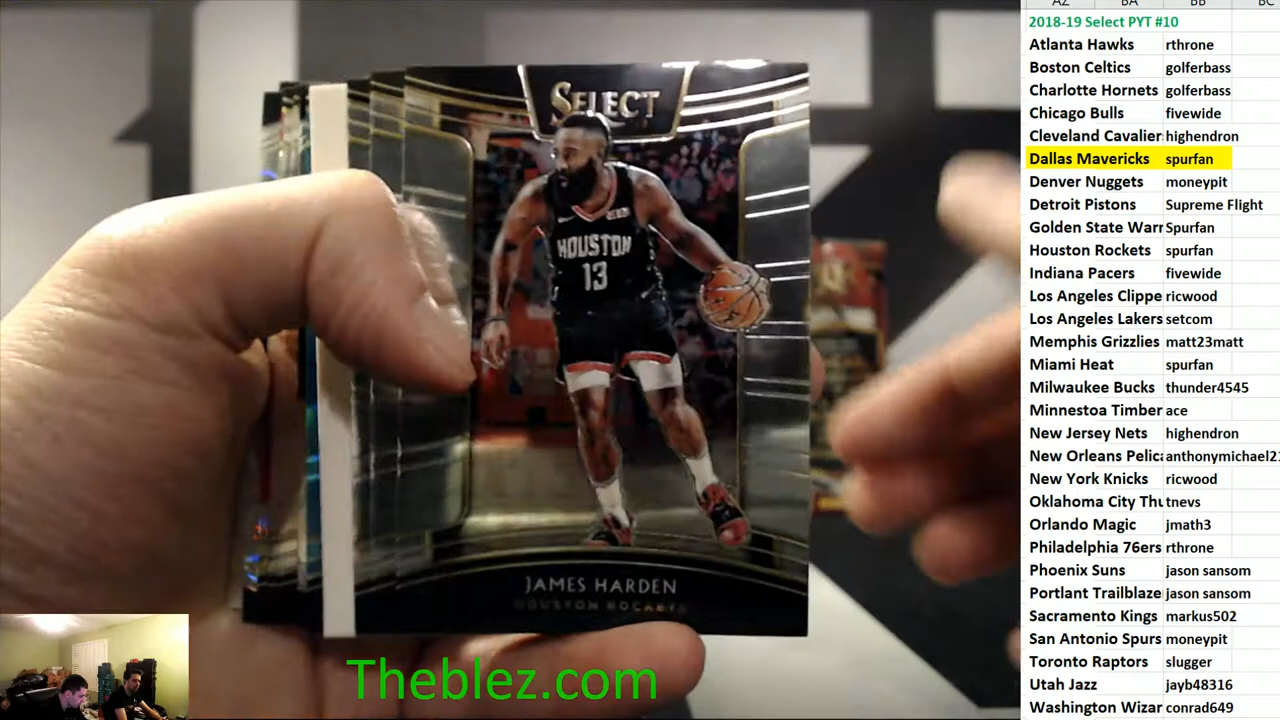 SELECT
HOUSTON
13
JAMES HARDEN
HOUSTON ROCKETS
Theblez.com
AZ BA BB BC
2018-19 Select PYT #10
Atlanta Hawks rthrone
Boston Celtics golferbass
Charlotte Hornets golferbass
Chicago Bulls fivewide
Cleveland Cavalier highendron
Dallas Mavericks spurfan
Denver Nuggets moneypit
Detroit Pistons Supreme Flight
Golden State Warr Spurfan
Houston Rockets spurfan
Indiana Pacers fivewide
Los Angeles Clippe ricwood
Los Angeles Lakers setcom
Memphis Grizzlies matt23matt
Miami Heat spurfan
Milwaukee Bucks thunder4545
Minnestoa Timber ace
New Jersey Nets highendron
New Orleans Pelica anthonymichael21
New York Knicks ricwood
Oklahoma City Thu tnevs
Orlando Magic jmath3
Philadelphia 76ers rthrone
Phoenix Suns jason sansom
Portlant Trailblaze jason sansom
Sacramento Kings markus502
San Antonio Spurs moneypit
Toronto Raptors slugger
Utah Jazz jayb48316
Washington Wizar conrad649